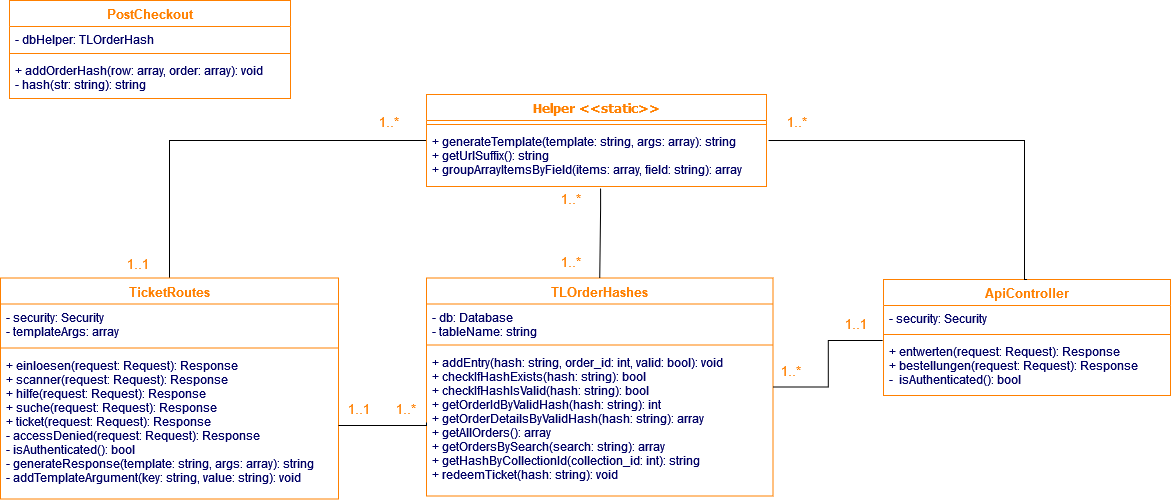 PostCheckout
- dbHelper: TLOrderHash
+ addOrderHash(row: array, order: array): void
- hash(str: string): string
Helper <<static>>
+ generateTemplate(template: string, args: array): string
+ getUrlSuffix(): string
+ groupArrayItemsByField(items: array, field: string): array
1..*
1..*
1..*
1..1
1..*
TicketRoutes
- security: Security
- templateArgs: array
+ einloesen(request: Request): Response
+ scanner(request: Request): Response
+ hilfe(request: Request): Response
+ suche(request: Request): Response
+ ticket(request: Request): Response
- accessDenied(request: Request): Response
- isAuthenticated(): bool
- generateResponse(template: string, args: array): string
- addTemplateArgument(key: string, value: string): void
1..1
1..*
TLOrderHashes
- db: Database
- tableName: string
+ addEntry(hash: string, order_id: int, valid: bool): void
+ checkIfHashExists(hash: string): bool
+ checkIfHashIsValid(hash: string): bool
+ getOrderIdByValidHash(hash: string): int
+ getOrderDetailsByValidHash(hash: string): array
+ getAllOrders(): array
+ getOrdersBySearch(search: string): array
+ getHashByCollectionId(collection_id: int): string
+ redeemTicket(hash: string): void
1..*
1..1
ApiController
- security: Security
+ entwerten(request: Request): Response
+ bestellungen(request: Request): Response
- isAuthenticated(): bool